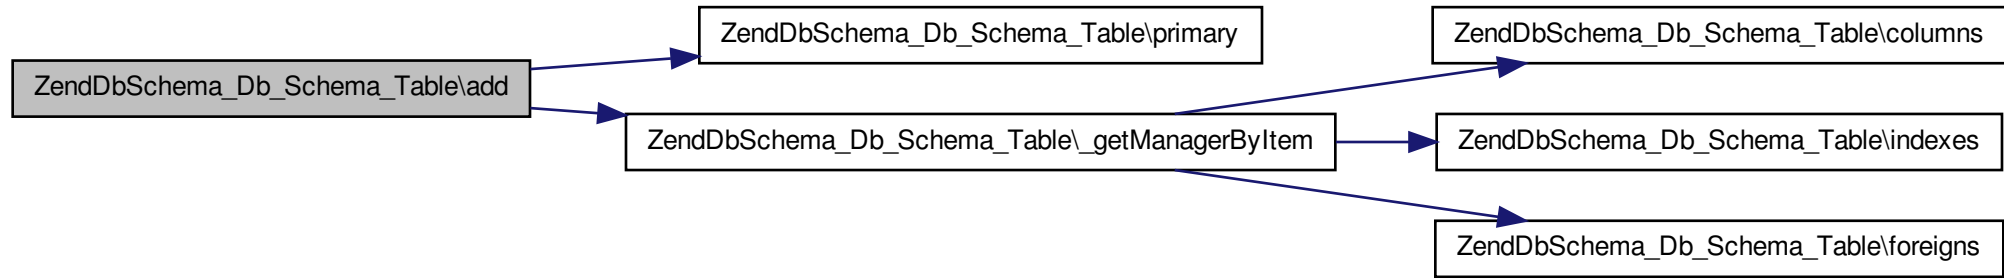 ZendDbSchema_Db_Schema_Table\add
ZendDbSchema_Db_Schema_Table\primary
ZendDbSchema_Db_Schema_Table\_getManagerByItem
ZendDbSchema_Db_Schema_Table\columns
ZendDbSchema_Db_Schema_Table\indexes
ZendDbSchema_Db_Schema_Table\foreigns